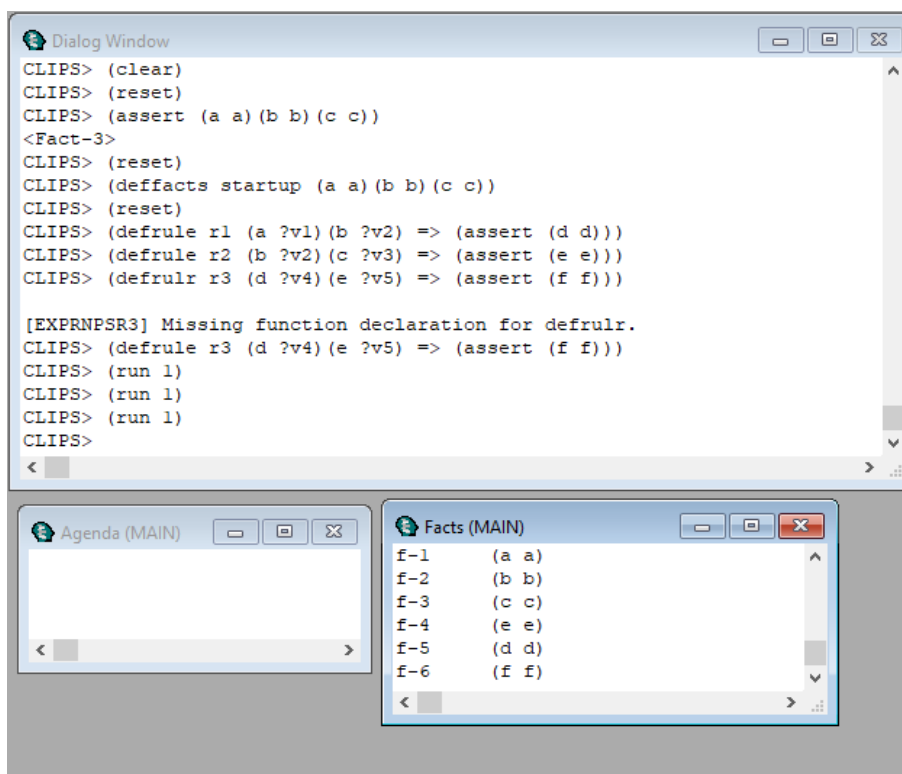 Dialog Window
CLIPS> (clear)
CLIPS> (reset)
CLIPS> (assert (a a)(b b)(c c))
<Fact-3>
CLIPS> (reset)
CLIPS> (deffacts startup (a a)(b b)(c c))
CLIPS> (reset)
CLIPS> (defrule r1 (a ?v1)(b ?v2) => (assert (d d)))
CLIPS> (defrule r2 (b ?v2)(c ?v3) => (assert (e e)))
CLIPS> (defrulr r3 (d ?v4)(e ?v5) => (assert (f f)))
[EXPRNPSR3] Missing function declaration for defrulr.
CLIPS> (defrule r3 (d ?v4)(e ?v5) => (assert (f f)))
CLIPS> (run 1)
CLIPS> (run 1)
CLIPS> (run 1)
CLIPS>
Agenda (MAIN)
Facts (MAIN)
f-1 (a a)
f-2 (b b)
f-3 (c c)
f-4 (e e)
f-5 (d d)
f-6 (f f)